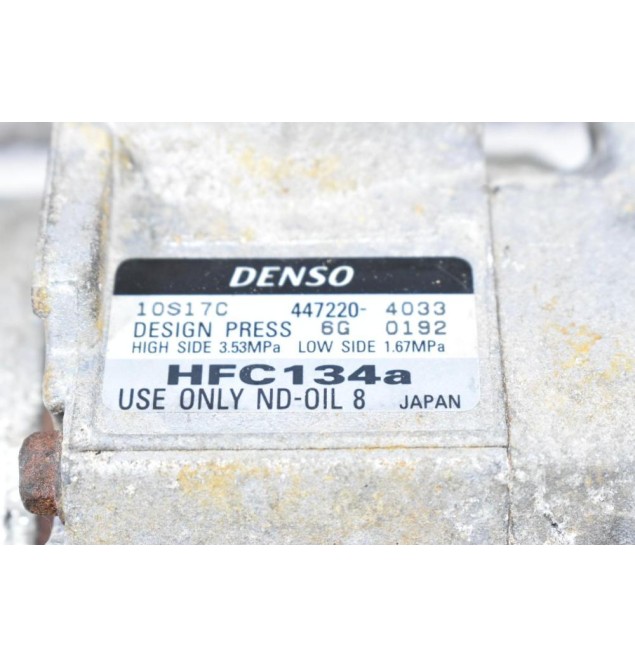 DENSO
10S17C 447220- 4033
DESIGN PRESS 6G 0192
HIGH SIDE 3.53MPa LOW SIDE 1.67MPa
HFC134a
USE ONLY ND-OIL 8 JAPAN